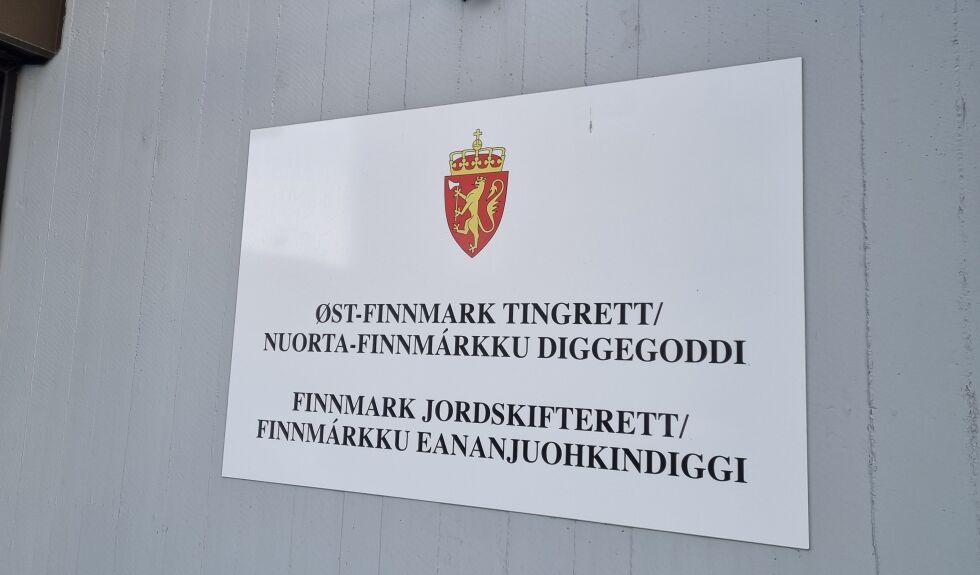 ØST-FINNMARK TINGRETT/
NUORTA-FINNMÁRKKU DIGGEGODDI
FINNMARK JORDSKIFTERETT/
FINNMÁRKKU EANANJUOHKINDIGGI